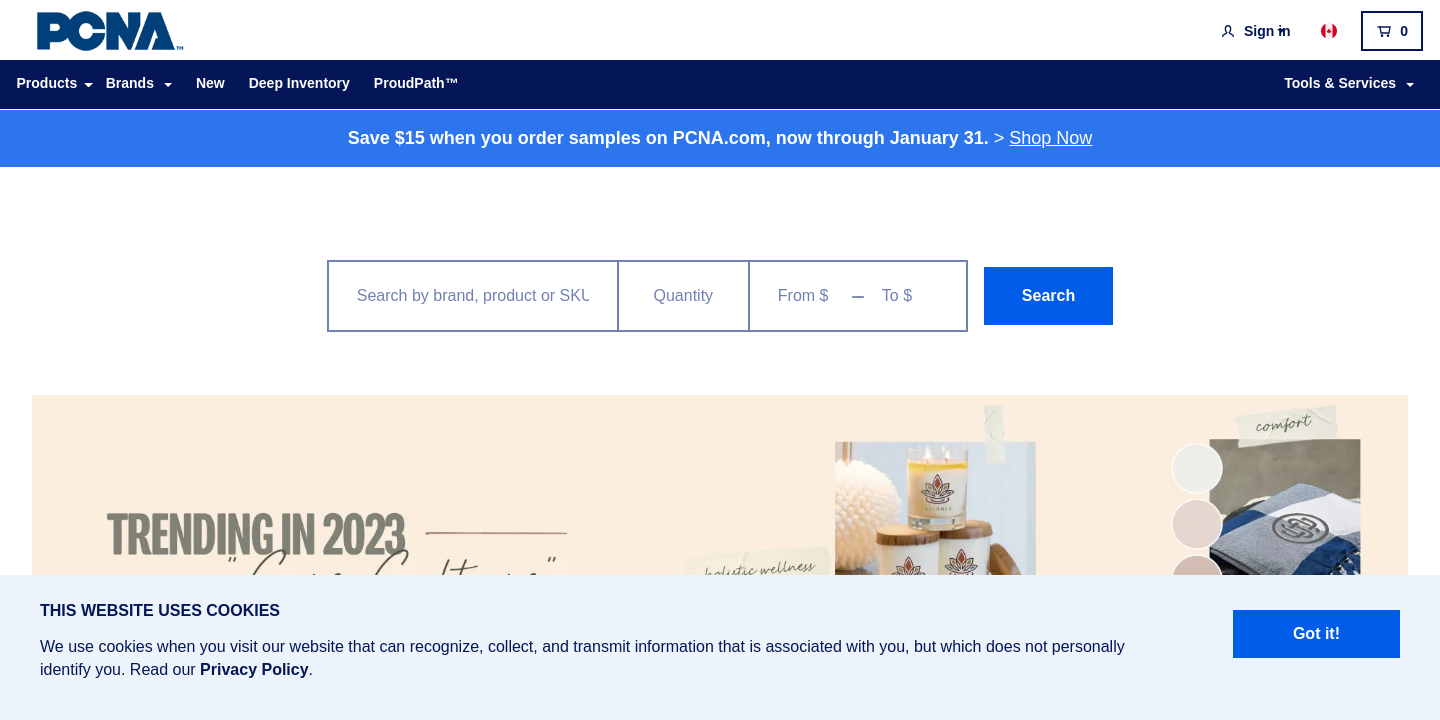 PCNA™
Sign in
0
Products
Brands
New
Deep Inventory
ProudPath™
Tools & Services
Save $15 when you order samples on PCNA.com, now through January 31. > Shop Now
Search by brand, product or SKU
Quantity
From $
To $
Search
comfort
BALANCE
TRENDING IN 2023
holistic wellness
THIS WEBSITE USES COOKIES
We use cookies when you visit our website that can recognize, collect, and transmit information that is associated with you, but which does not personally
identify you. Read our Privacy Policy.
Got it!